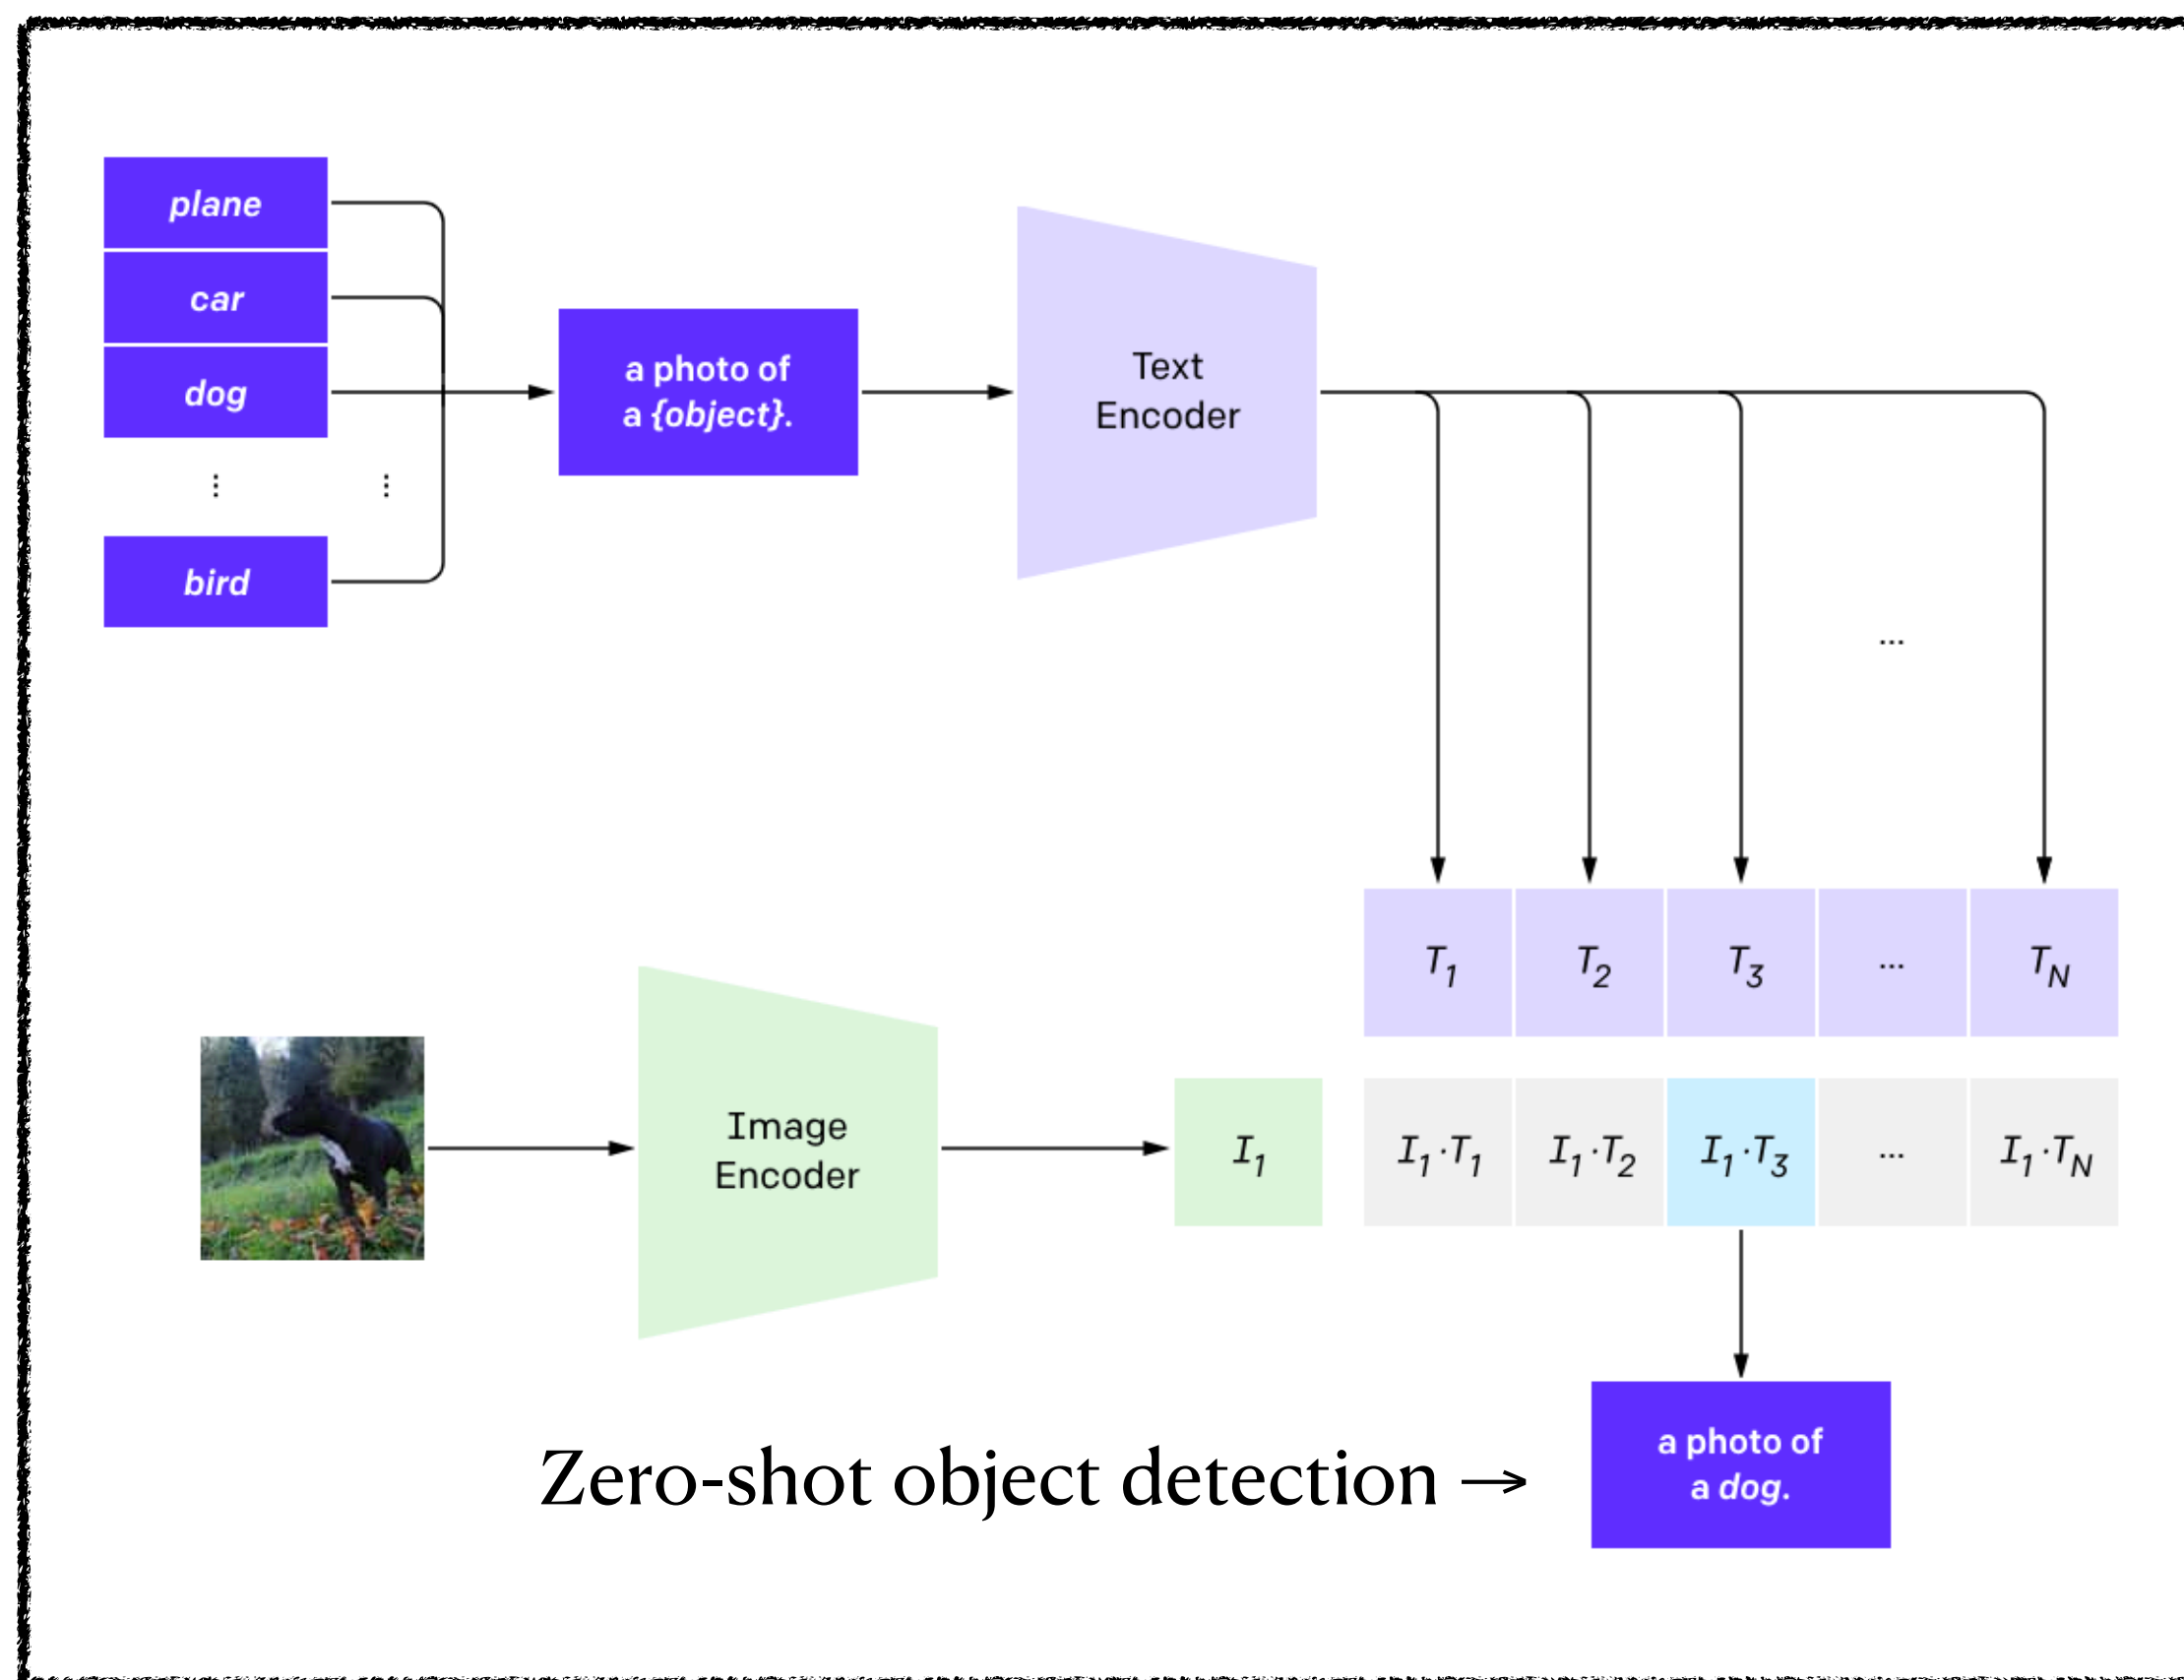 plane
car
dog
⋮ ⋮
bird
a photo of
a {object}.
Text
Encoder
...
T1 T2 T3 ... TN
Image
Encoder
I1 I1·T1 I1·T2 I1·T3 ... I1·TN
Zero-shot object detection →
a photo of
a dog.